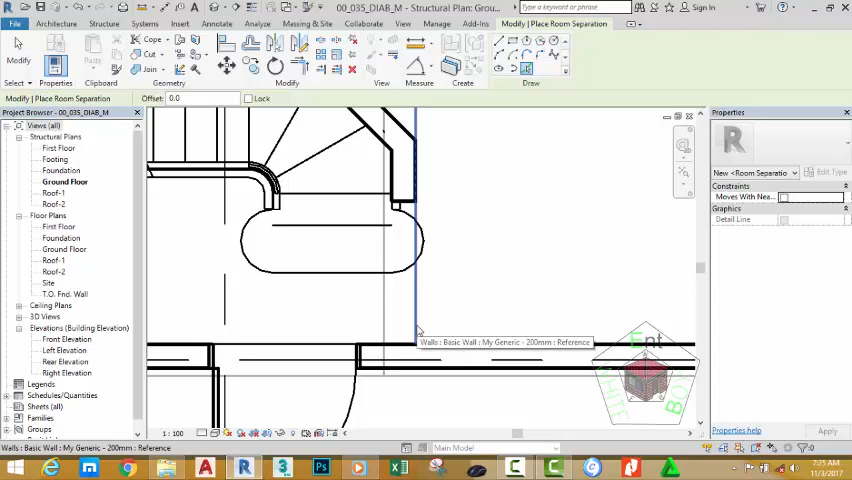 00_035_DIAB_M - Structural Plan: Grou...
Sign In
File Architecture Structure Systems Insert Annotate Analyze Massing & Site Collaborate View Manage Add-Ins Modify | Place Room Separation
Modify
Paste
Cope
Cut
Join
Measure
Create
Select Properties Clipboard Geometry Modify View Measure Create Draw
Modify | Place Room Separation Offset: 0.0 Lock
Project Browser - 00_035_DIAB_M
Views (all)
Structural Plans
First Floor
Footing
Foundation
Ground Floor
Roof-1
Roof-2
Floor Plans
First Floor
Foundation
Ground Floor
Roof-1
Roof-2
Site
T.O. Fnd. Wall
Ceiling Plans
3D Views
Elevations (Building Elevation)
Front Elevation
Left Elevation
Rear Elevation
Right Elevation
Legends
Schedules/Quantities
Sheets (all)
Families
Groups
Walls : Basic Wall : My Generic - 200mm : Reference
Ent
WHITE
BOX
Properties
R
New <Room Separation
Edit Type
Constraints
Moves With Nea...
Graphics
Detail Line
Properties help
Apply
1 : 100
Main Model
Walls : Basic Wall : My Generic - 200mm : Reference
:0
7:25 AM
11/3/2017